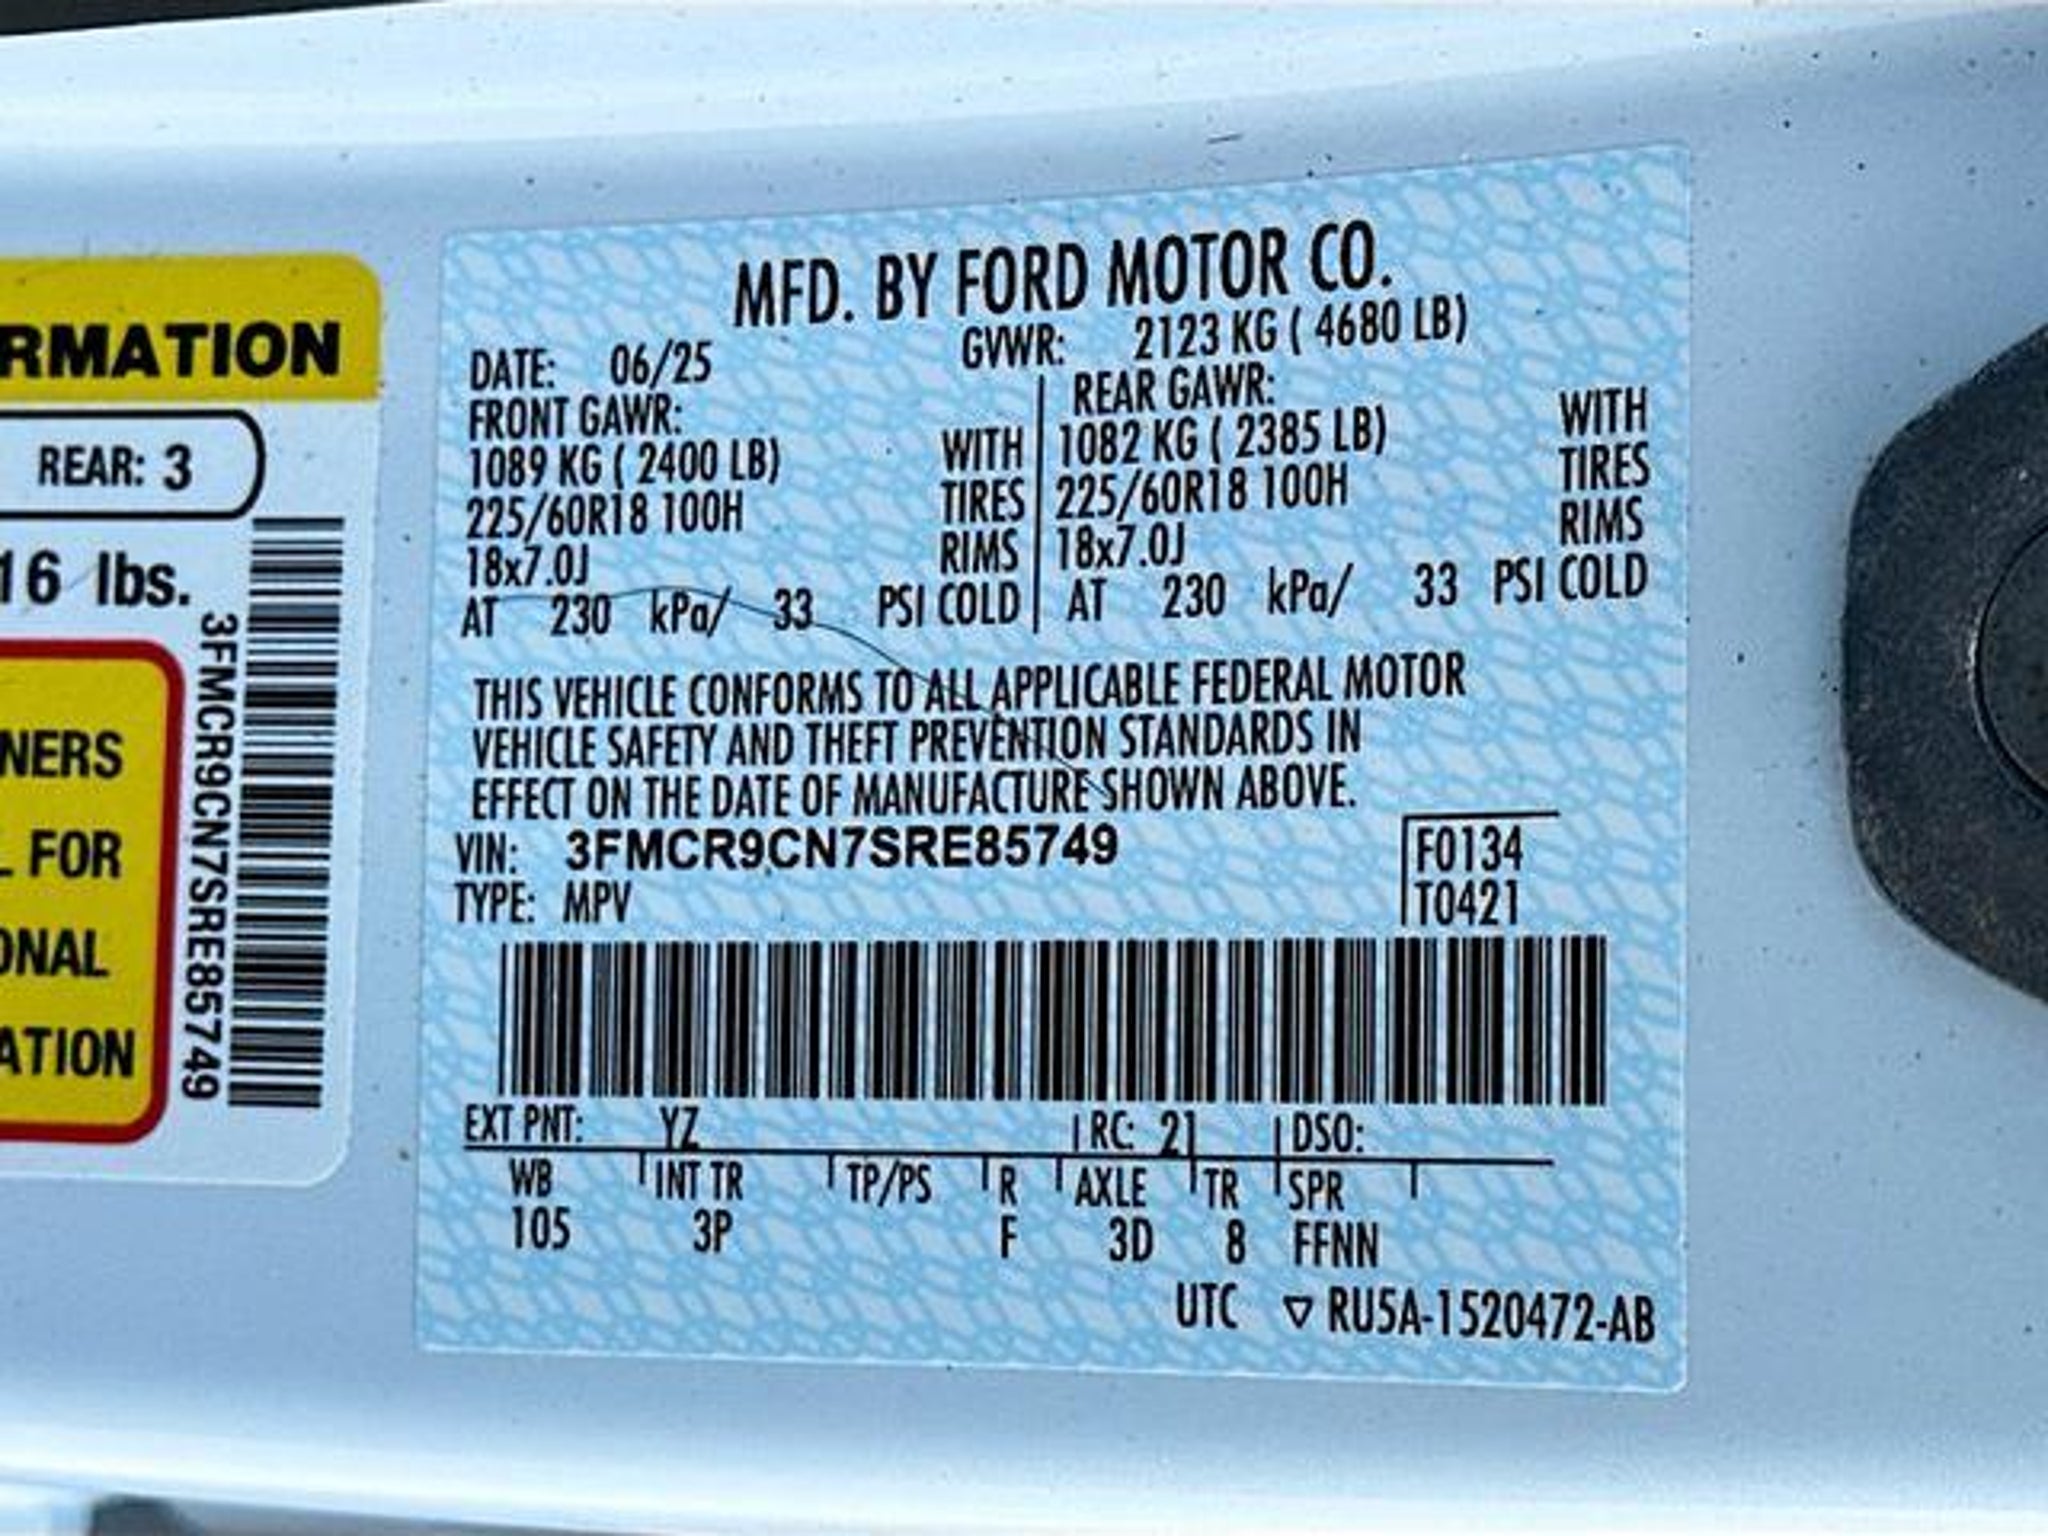 RMATION
REAR: 3
16 lbs.
NERS
L FOR
ONAL
ATION
3FMCR9CN7SRE85749
MFD. BY FORD MOTOR CO.
DATE: 06/25 GVWR: 2123 KG ( 4680 LB)
FRONT GAWR: REAR GAWR:
1089 KG ( 2400 LB) WITH 1082 KG ( 2385 LB) WITH
225/60R18 100H TIRES 225/60R18 100H TIRES
18x7.0J RIMS 18x7.0J RIMS
AT 230 kPa/ 33 PSI COLD AT 230 kPa/ 33 PSI COLD
THIS VEHICLE CONFORMS TO ALL APPLICABLE FEDERAL MOTOR
VEHICLE SAFETY AND THEFT PREVENTION STANDARDS IN
EFFECT ON THE DATE OF MANUFACTURE SHOWN ABOVE.
VIN: 3FMCR9CN7SRE85749 F0134
TYPE: MPV T0421
EXT PNT: YZ RC: 21 DSO:
WB INT TR TP/PS R AXLE TR SPR
105 3P F 3D 8 FFNN
UTC ▽ RU5A-1520472-AB